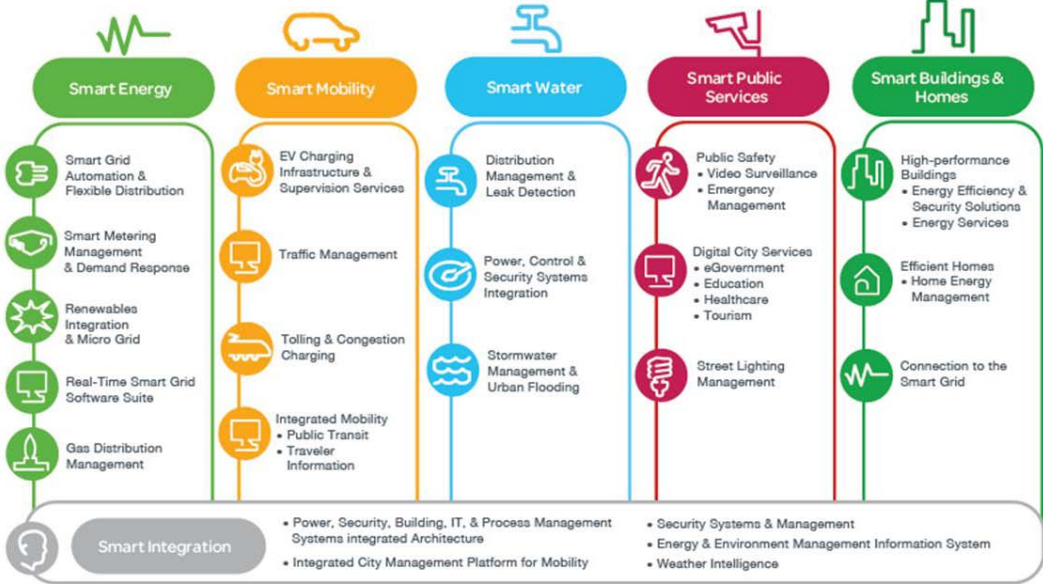 Smart Energy
Smart Mobility
Smart Water
Smart Public
Services
Smart Buildings &
Homes
Smart Grid
Automation &
Flexible Distribution
Smart Metering
Management
& Demand Response
Renewables
Integration
& Micro Grid
Real-Time Smart Grid
Software Suite
Gas Distribution
Management
EV Charging
Infrastructure &
Supervision Services
Traffic Management
Tolling & Congestion
Charging
Integrated Mobility
• Public Transit
• Traveler
Information
Distribution
Management &
Leak Detection
Power, Control &
Security Systems
Integration
Stormwater
Management &
Urban Flooding
Public Safety
• Video Surveillance
• Emergency
Management
Digital City Services
• eGovernment
• Education
• Healthcare
• Tourism
Street Lighting
Management
High-performance
Buildings
• Energy Efficiency &
Security Solutions
• Energy Services
Efficient Homes
• Home Energy
Management
Connection to the
Smart Grid
Smart Integration
• Power, Security, Building, IT, & Process Management
Systems integrated Architecture
• Integrated City Management Platform for Mobility
• Security Systems & Management
• Energy & Environment Management Information System
• Weather Intelligence